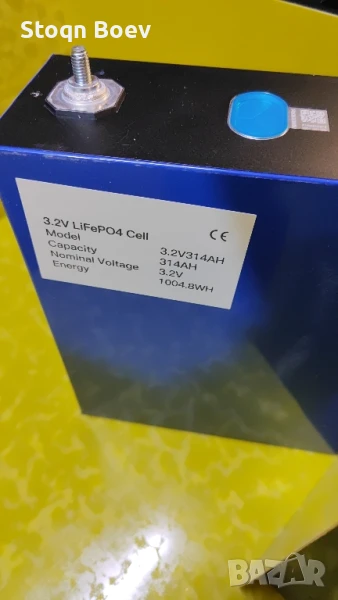 Stoqn Boev
3.2V LiFePO4 Cell CE
Model 3.2V314AH
Capacity 314AH
Nominal Voltage 3.2V
Energy 1004.8WH
BAZAR